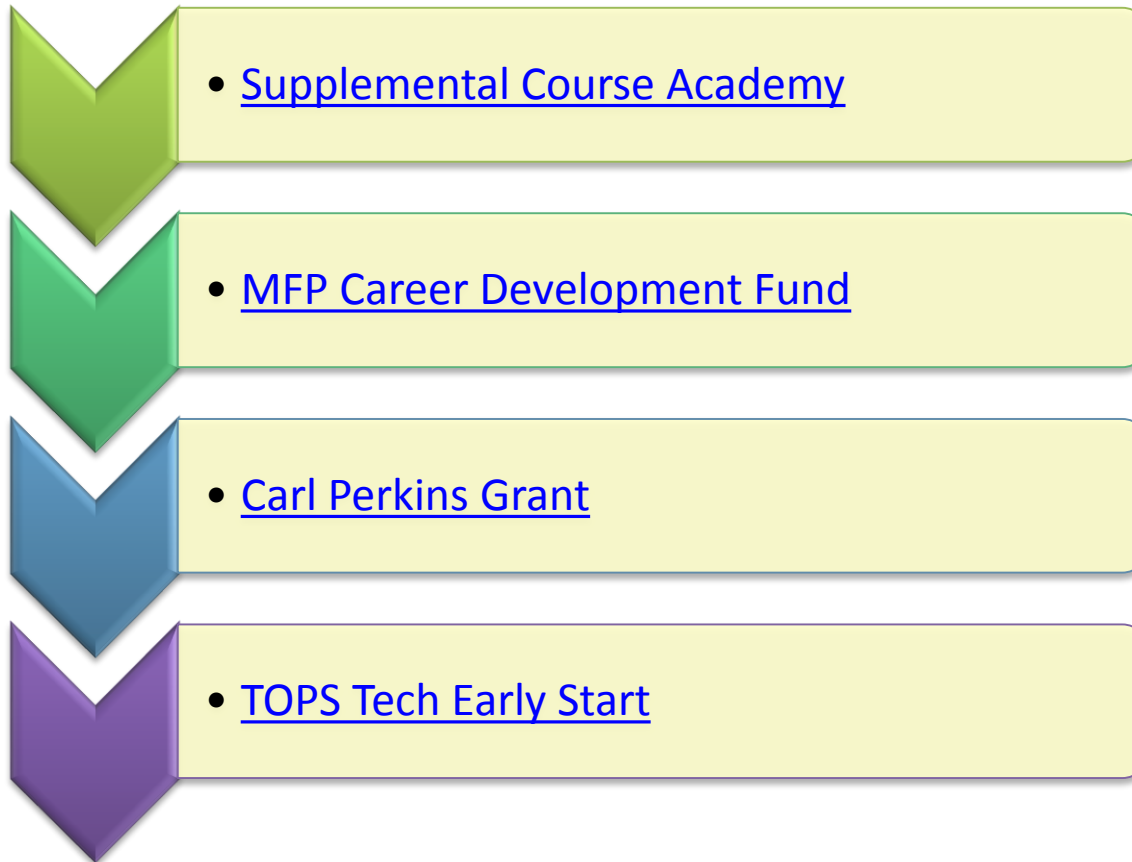 • Supplemental Course Academy
• MFP Career Development Fund
• Carl Perkins Grant
• TOPS Tech Early Start